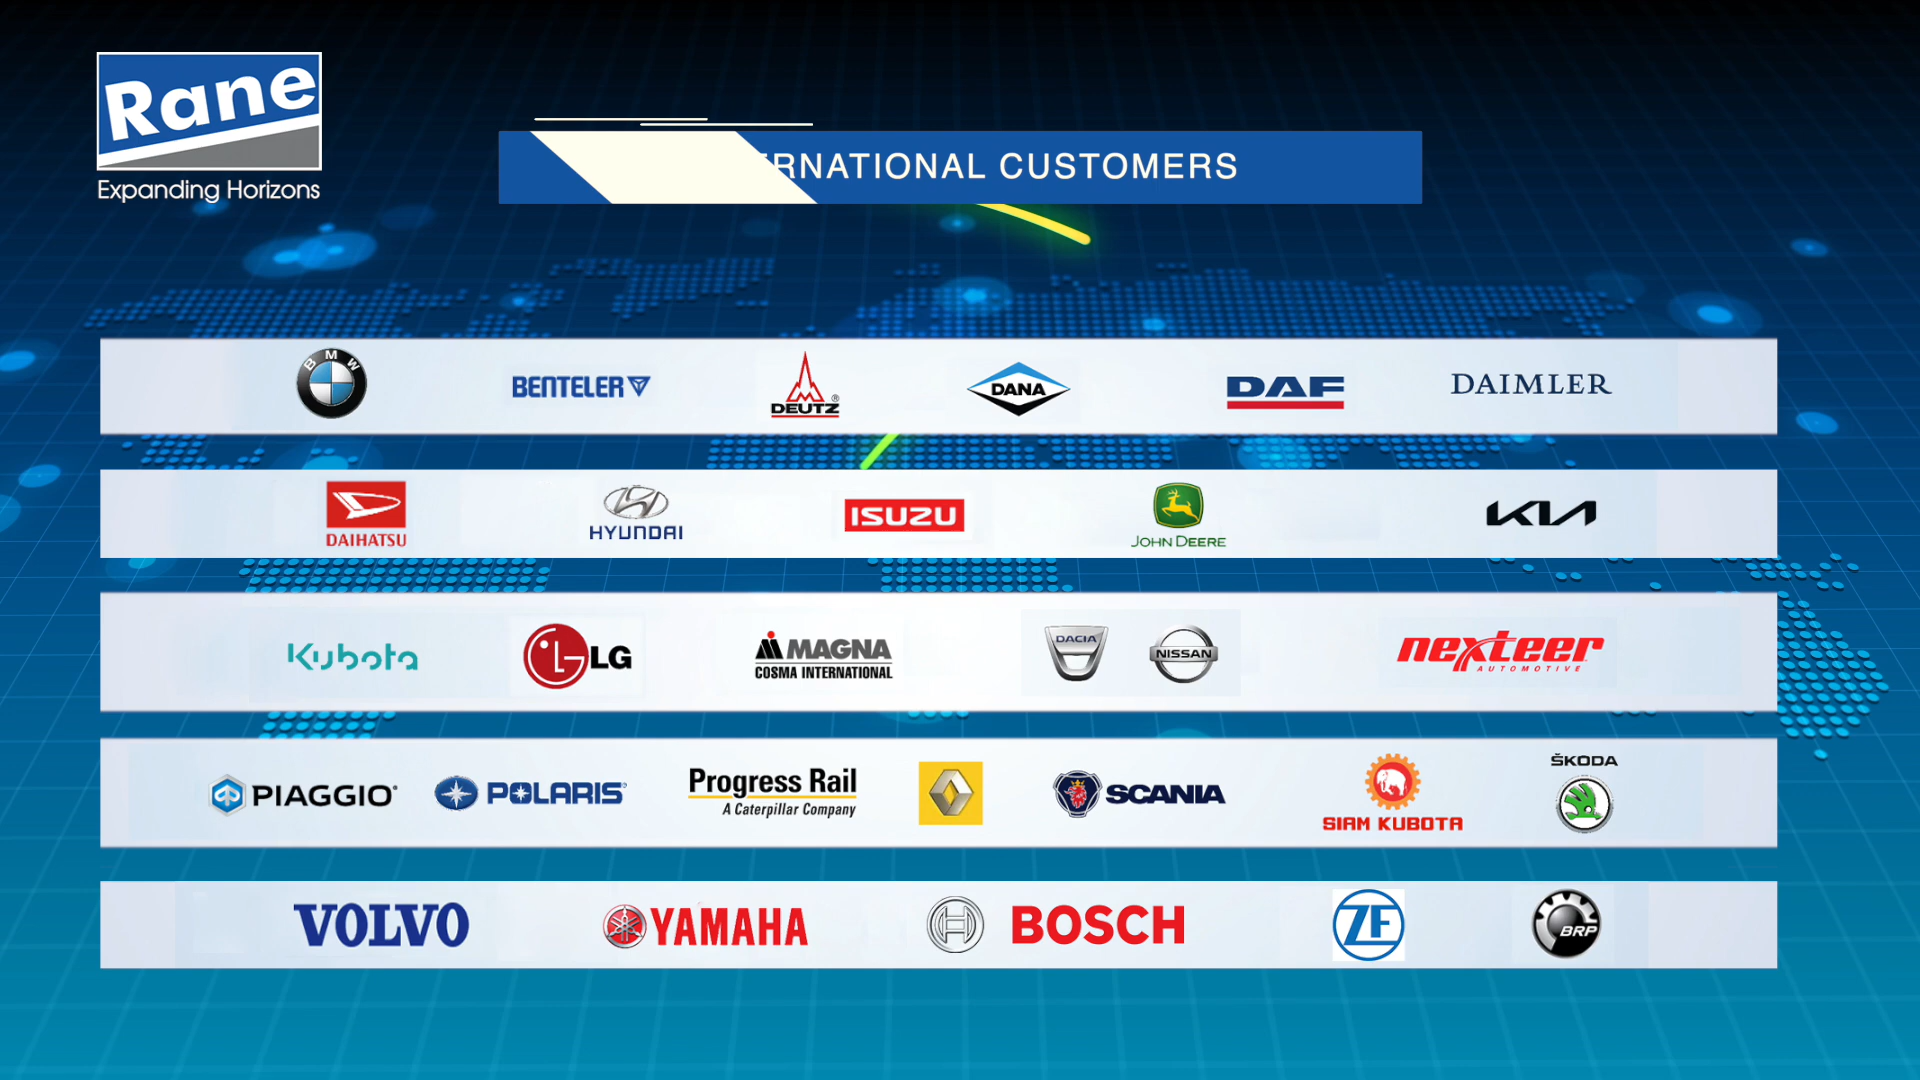 Rane
Expanding Horizons
RNATIONAL CUSTOMERS
BMW BENTELER DEUTZ® DANA DAF DAIMLER
DAIHATSU HYUNDAI ISUZU JOHN DEERE KIA
Kubota LG MAGNA COSMA INTERNATIONAL DACIA NISSAN nexteer AUTOMOTIVE
PIAGGIO® POLARIS® Progress Rail A Caterpillar Company SCANIA SIAM KUBOTA ŠKODA
VOLVO YAMAHA BOSCH ZF BRP